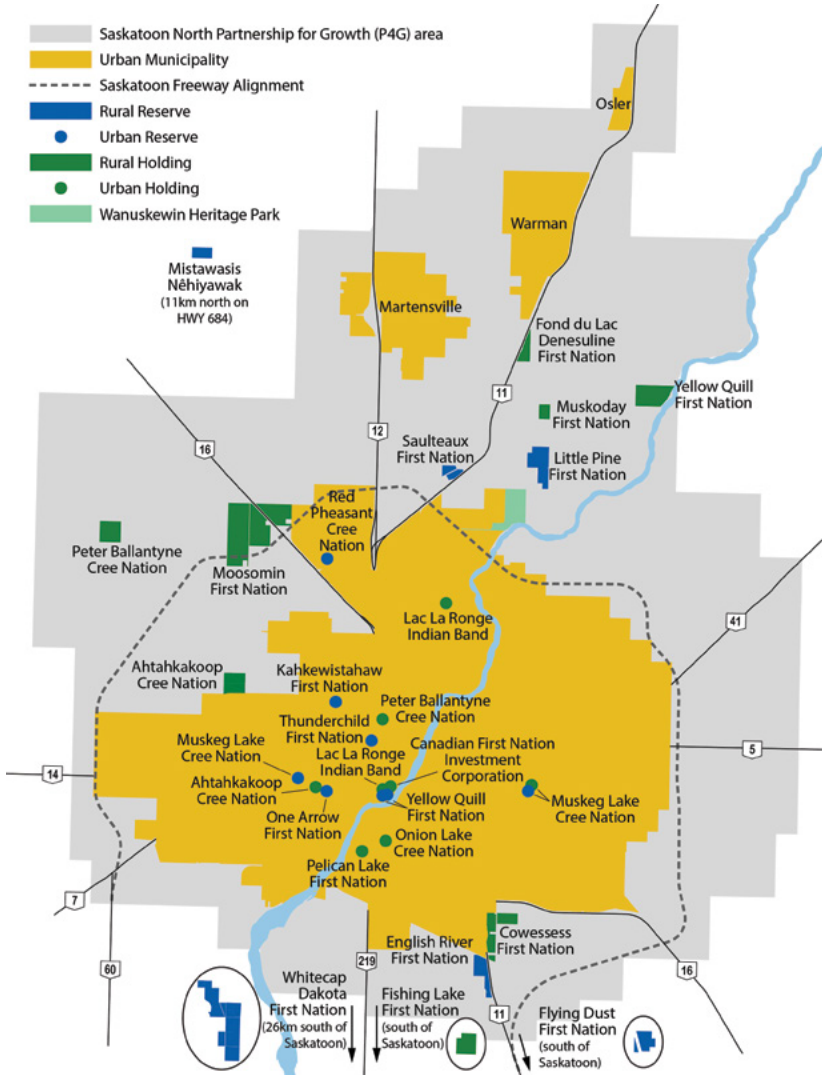 Saskatoon North Partnership for Growth (P4G) area
Urban Municipality
Saskatoon Freeway Alignment
Rural Reserve
Urban Reserve
Rural Holding
Urban Holding
Wanuskewin Heritage Park
Osler
Warman
Mistawasis
Nêhiyawak
(11km north on
HWY 684)
Martensville
Fond du Lac
Denesuline
First Nation
11
Yellow Quill
First Nation
Muskoday
First Nation
12
16
Saulteaux
First Nation
Little Pine
First Nation
Red
Pheasant
Cree
Nation
Peter Ballantyne
Cree Nation
Moosomin
First Nation
Lac La Ronge
Indian Band
41
Ahtahkakoop
Cree Nation
Kahkewistahaw
First Nation
Peter Ballantyne
Cree Nation
Thunderchild
First Nation
Canadian First Nation
Investment
Corporation
Muskeg Lake
Cree Nation
Lac La Ronge
Indian Band
5
14
Ahtahkakoop
Cree Nation
One Arrow
First Nation
Yellow Quill
First Nation
Muskeg Lake
Cree Nation
Onion Lake
Cree Nation
Pelican Lake
First Nation
7
60
219
English River
First Nation
Cowessess
First Nation
16
11
Whitecap
Dakota
First Nation
(26km south of
Saskatoon)
Fishing Lake
First Nation
(south of
Saskatoon)
Flying Dust
First Nation
(south of
Saskatoon)